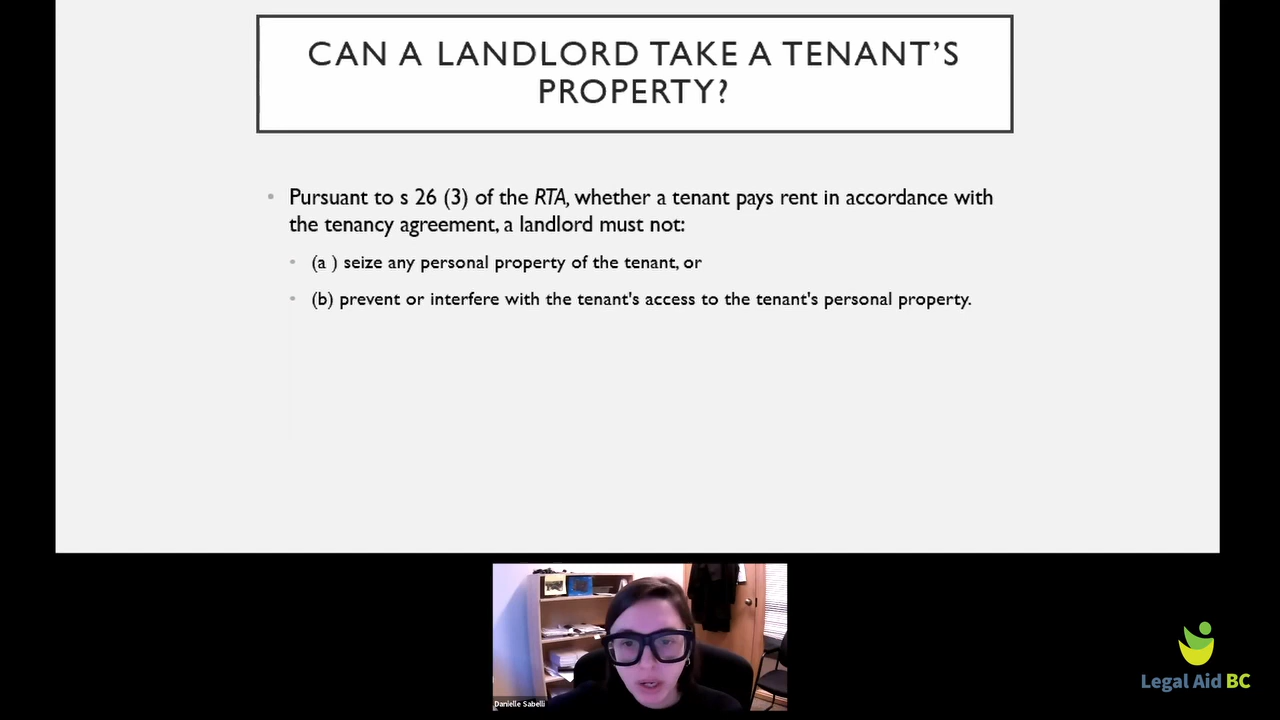 CAN A LANDLORD TAKE A TENANT’S
PROPERTY?
• Pursuant to s 26 (3) of the RTA, whether a tenant pays rent in accordance with
the tenancy agreement, a landlord must not:
• (a ) seize any personal property of the tenant, or
• (b) prevent or interfere with the tenant's access to the tenant's personal property.
Danielle Sabelli
Legal Aid BC